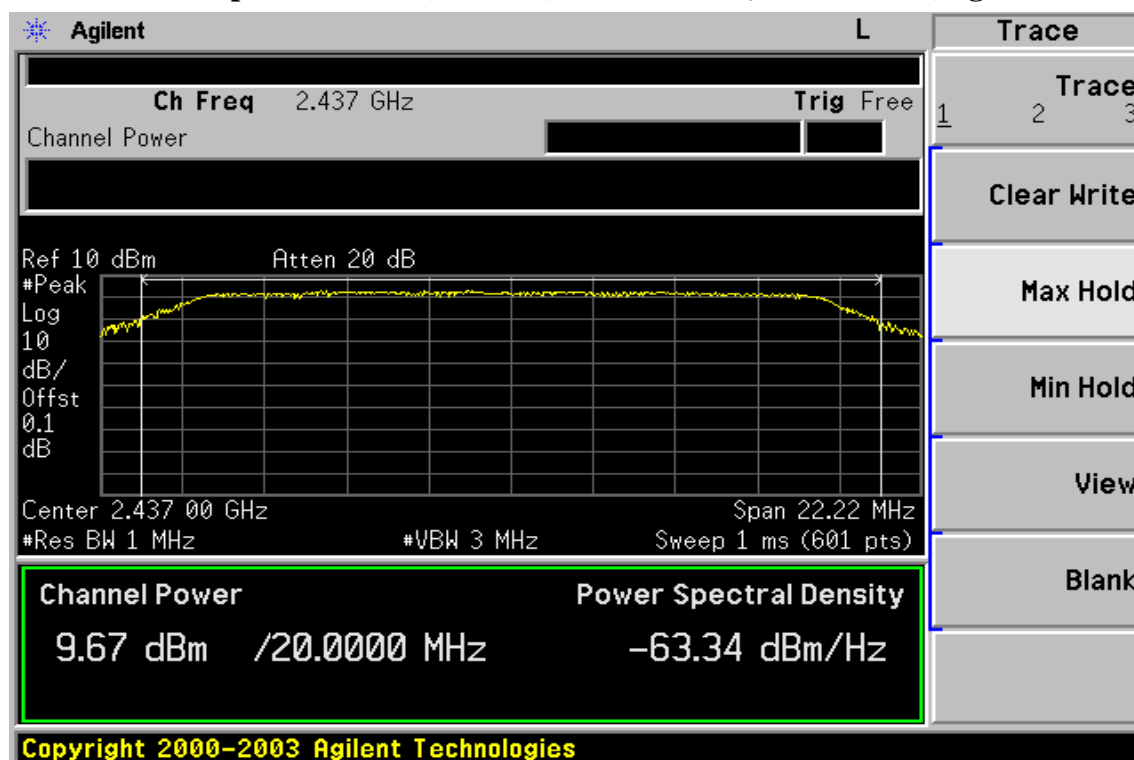 Agilent L Trace
Ch Freq 2.437 GHz Trig Free
Channel Power
Trace
1 2 3
Clear Write
Max Hold
Min Hold
View
Blank
Ref 10 dBm Atten 20 dB
#Peak
Log
10
dB/
Offst
0.1
dB
Center 2.437 00 GHz Span 22.22 MHz
#Res BW 1 MHz #VBW 3 MHz Sweep 1 ms (601 pts)
Channel Power Power Spectral Density
9.67 dBm /20.0000 MHz -63.34 dBm/Hz
Copyright 2000-2003 Agilent Technologies